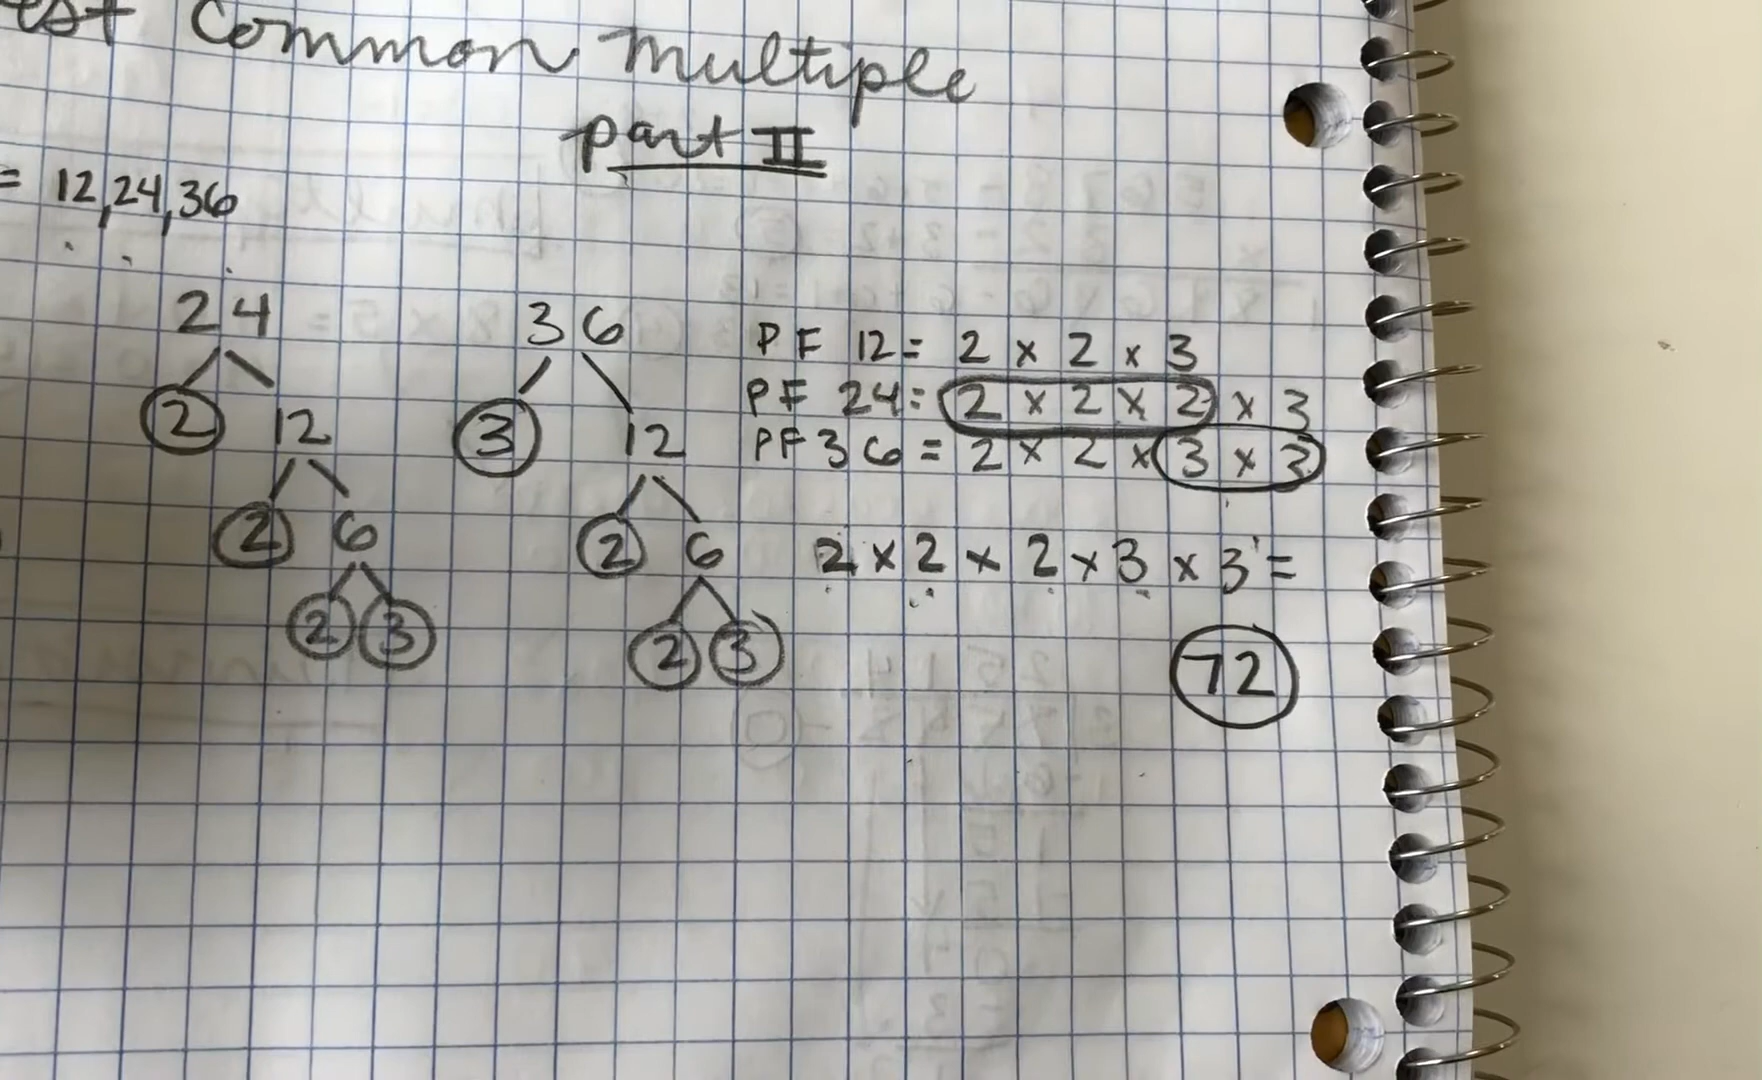 Common Multiple
part II
= 12,24,36
24
2 12
2 6
2 3
36
3 12
2 6
2 3
PF 12= 2 x 2 x 3
PF 24= 2 x 2 x 2 x 3
PF 36 = 2 x 2 x 3 x 3
2 x 2 x 2 x 3 x 3 =
72